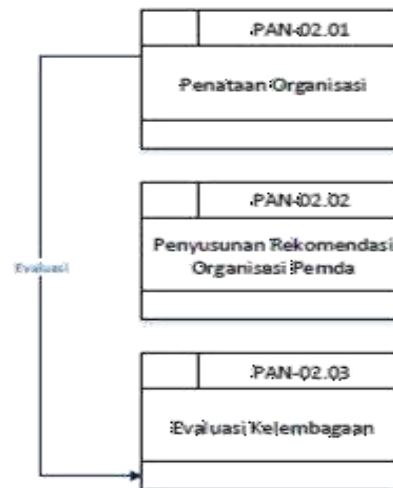 PAN-02.01
Penataan Organisasi
PAN-02.02
Penyusunan Rekomendasi
Organisasi Pemda
Evaluasi
PAN-02.03
Evaluasi Kelembagaan